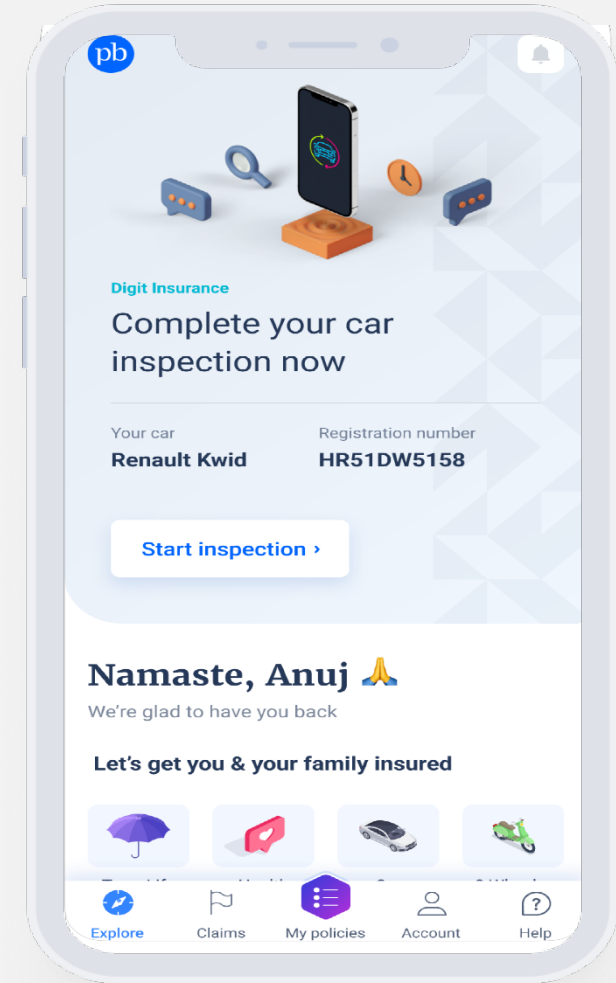 pb
Digit Insurance
Complete your car
inspection now
Your car
Registration number
Renault Kwid
HR51DW5158
Start inspection ›
Namaste, Anuj 🙏
We're glad to have you back
Let's get you & your family insured
Explore
Claims
My policies
Account
Help